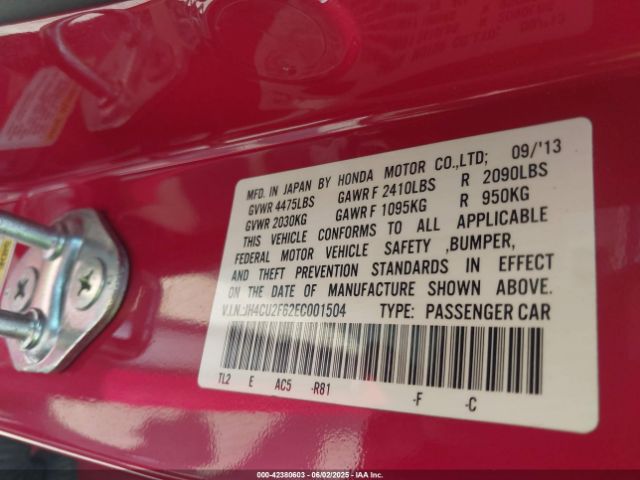 MFD. IN JAPAN BY HONDA MOTOR CO.,LTD; 09/'13
GVWR 4475LBS GAWR F 2410LBS R 2090LBS
GVWR 2030KG GAWR F 1095KG R 950KG
THIS VEHICLE CONFORMS TO ALL APPLICABLE
FEDERAL MOTOR VEHICLE SAFETY ,BUMPER,
AND THEFT PREVENTION STANDARDS IN EFFECT
ON THE DATE OF MANUFACTURE SHOWN ABOVE.
V.I.N.:JH4CU2F62EC001504 TYPE: PASSENGER CAR
TL2 E AC5 -R81 -F -C
000-42380603 - 06/02/2025 - IAAI.COM